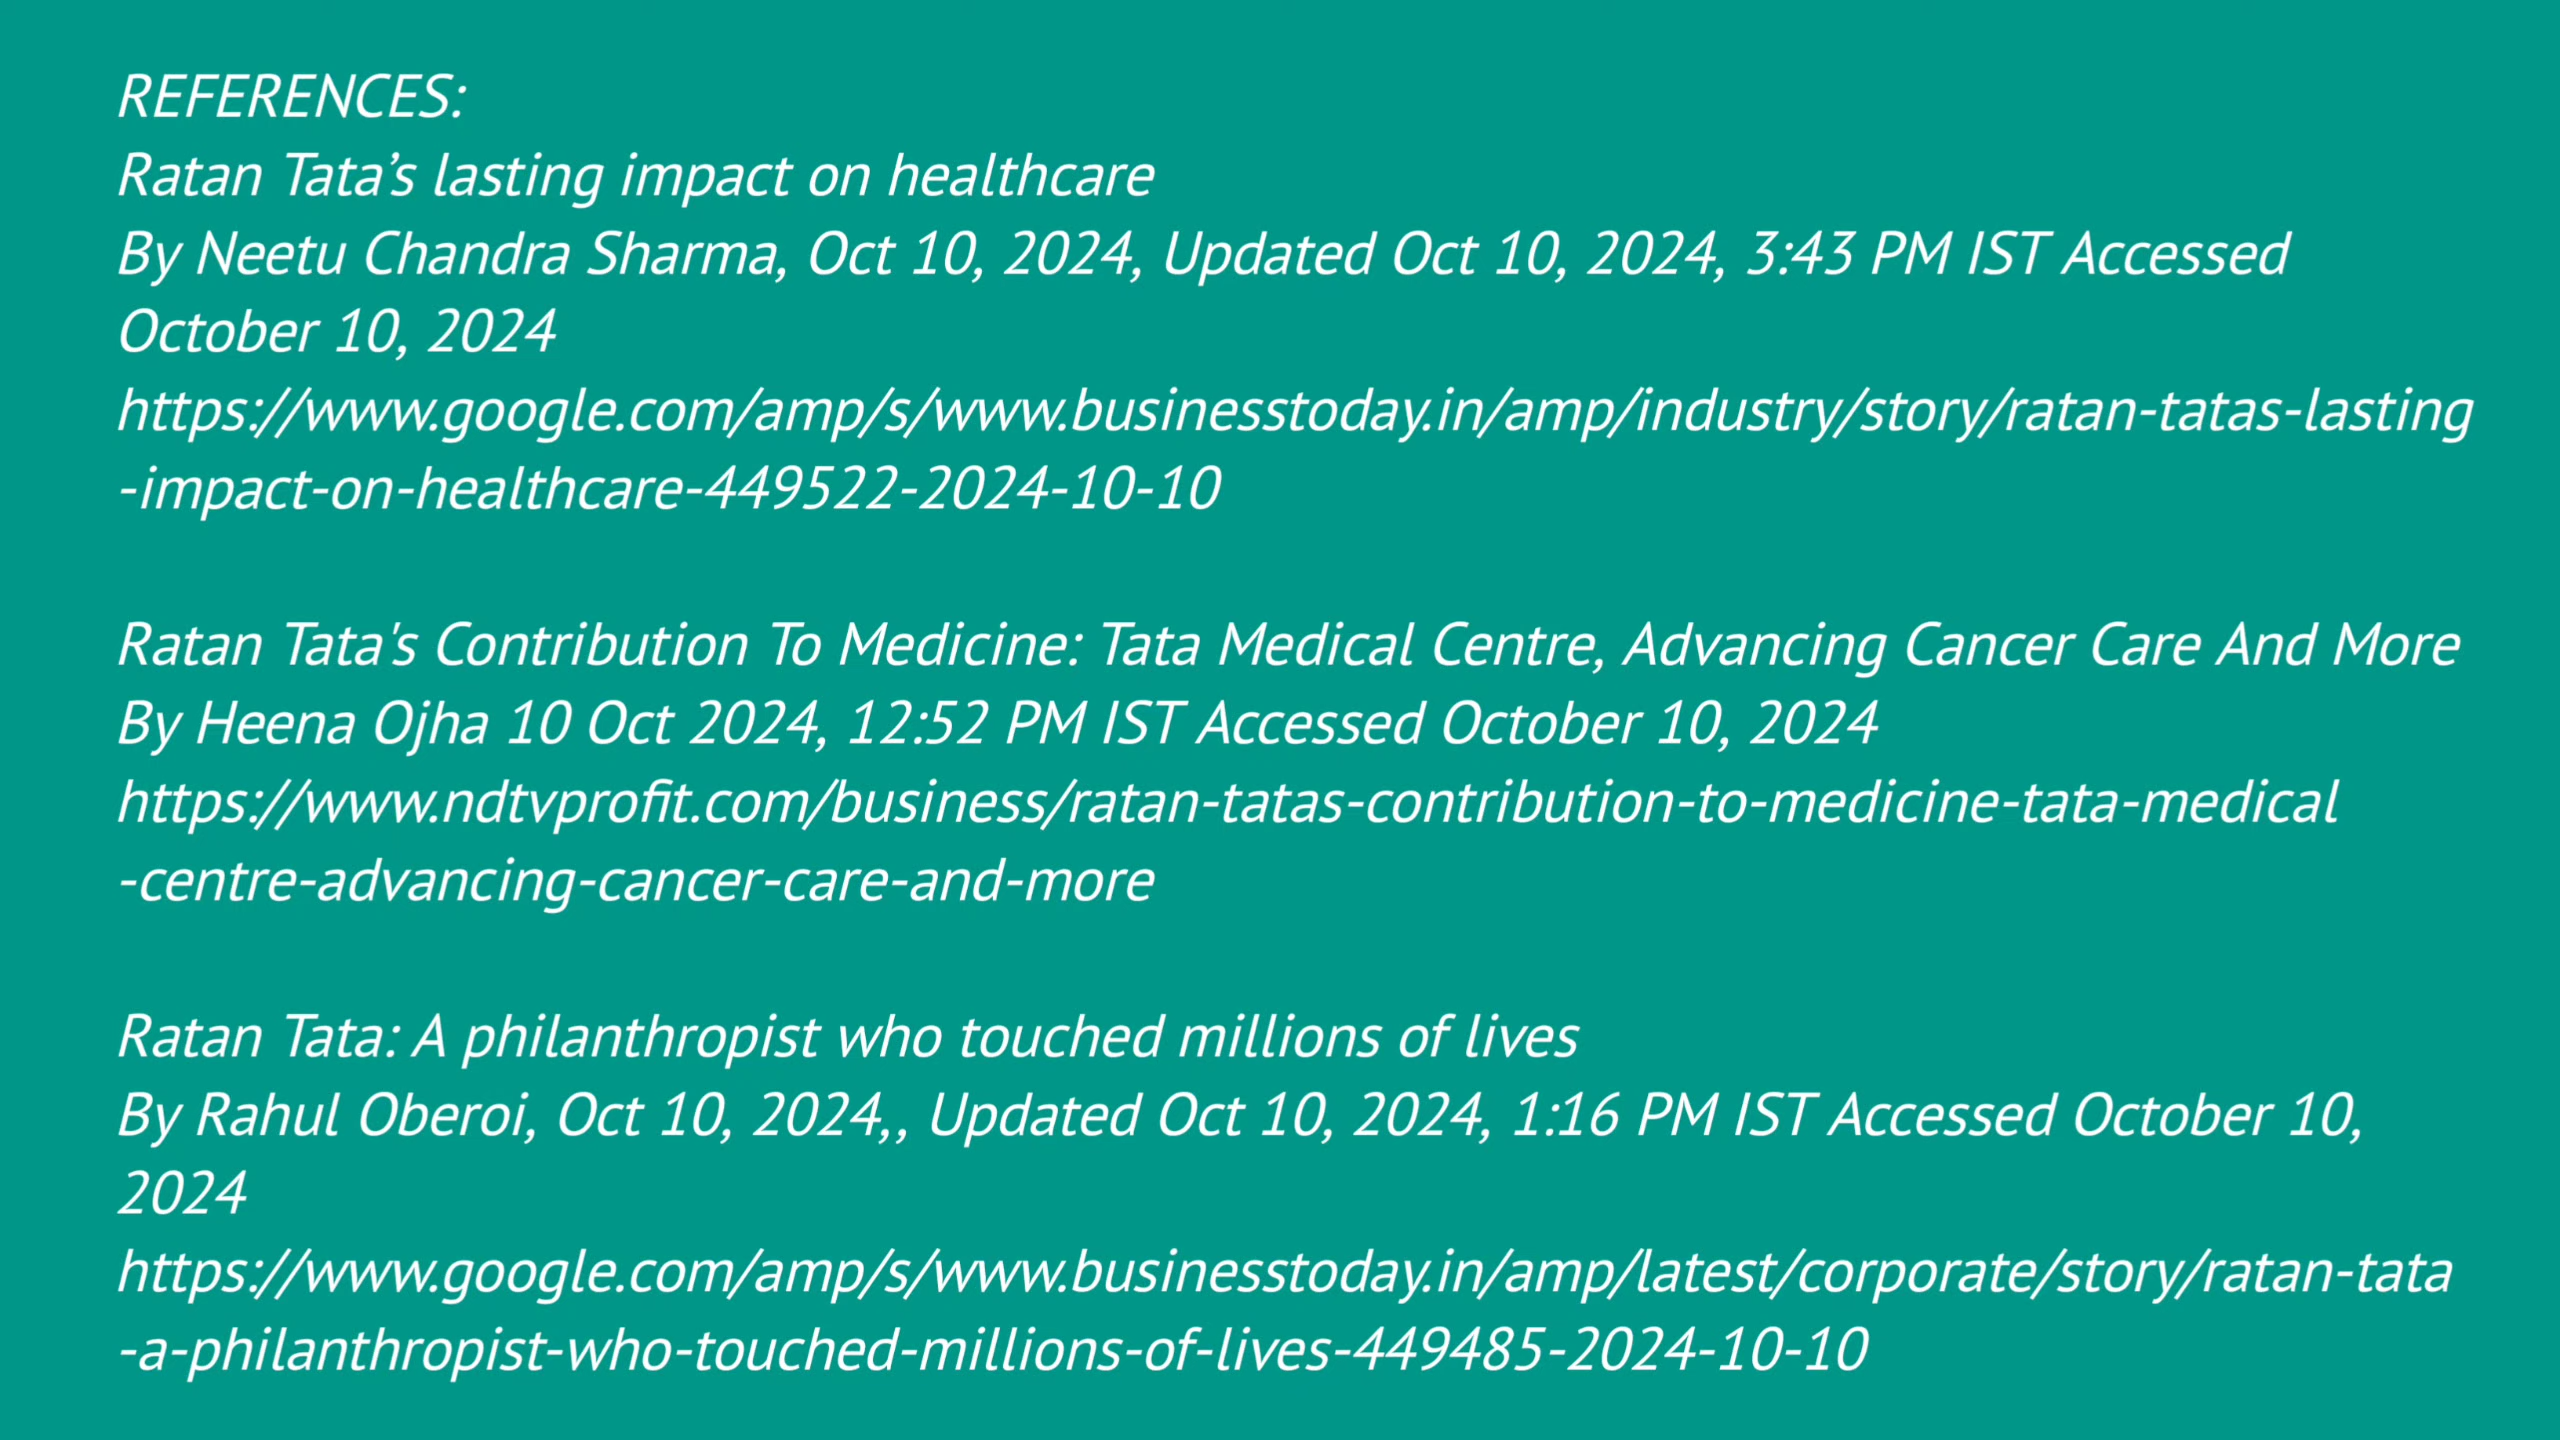 REFERENCES:
Ratan Tata’s lasting impact on healthcare
By Neetu Chandra Sharma, Oct 10, 2024, Updated Oct 10, 2024, 3:43 PM IST Accessed
October 10, 2024
https://www.google.com/amp/s/www.businesstoday.in/amp/industry/story/ratan-tatas-lasting
-impact-on-healthcare-449522-2024-10-10
Ratan Tata's Contribution To Medicine: Tata Medical Centre, Advancing Cancer Care And More
By Heena Ojha 10 Oct 2024, 12:52 PM IST Accessed October 10, 2024
https://www.ndtvprofit.com/business/ratan-tatas-contribution-to-medicine-tata-medical
-centre-advancing-cancer-care-and-more
Ratan Tata: A philanthropist who touched millions of lives
By Rahul Oberoi, Oct 10, 2024,, Updated Oct 10, 2024, 1:16 PM IST Accessed October 10,
2024
https://www.google.com/amp/s/www.businesstoday.in/amp/latest/corporate/story/ratan-tata
-a-philanthropist-who-touched-millions-of-lives-449485-2024-10-10